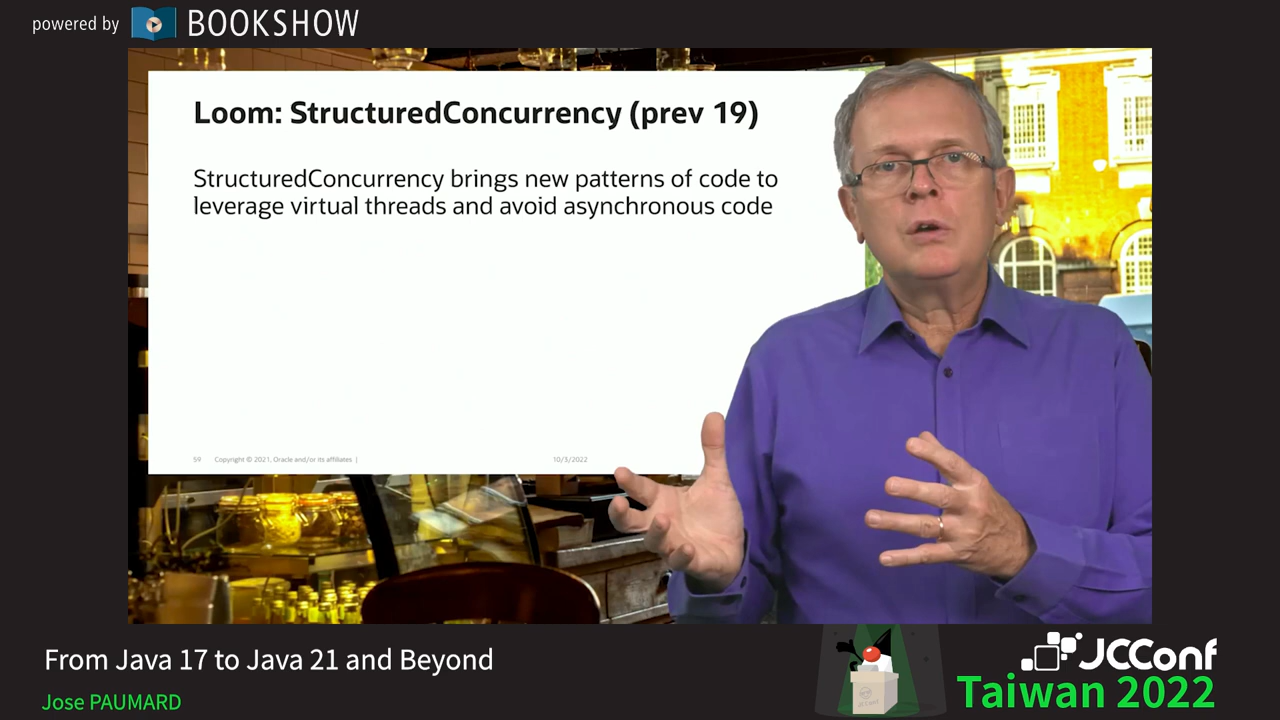 powered by BOOKSHOW
Loom: StructuredConcurrency (prev 19)
StructuredConcurrency brings new patterns of code to
leverage virtual threads and avoid asynchronous code
59 Copyright © 2021, Oracle and/or its affiliates | 10/3/2022
From Java 17 to Java 21 and Beyond
Jose PAUMARD
JCConf
Taiwan 2022